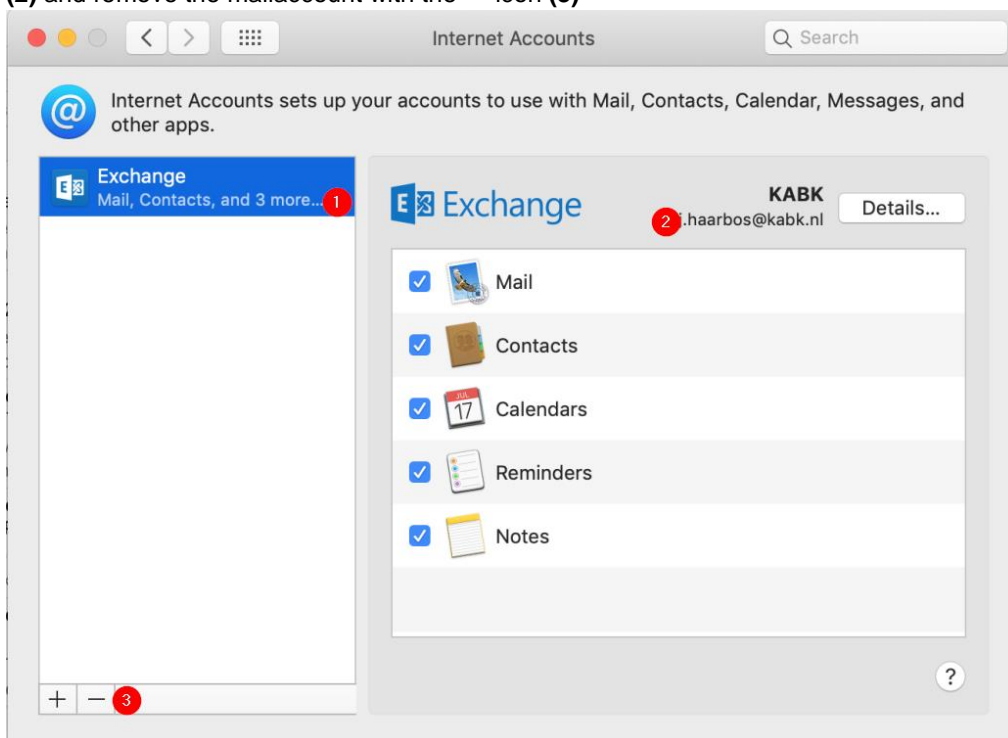 (2) and remove the mailaccount with the "-" icon (3)
Internet Accounts
Search
Internet Accounts sets up your accounts to use with Mail, Contacts, Calendar, Messages, and
other apps.
Exchange
Mail, Contacts, and 3 more...
1
E Exchange
KABK
2
.haarbos@kabk.nl
Details...
Mail
Contacts
JUL
17
Calendars
Reminders
Notes
?
+ −
3